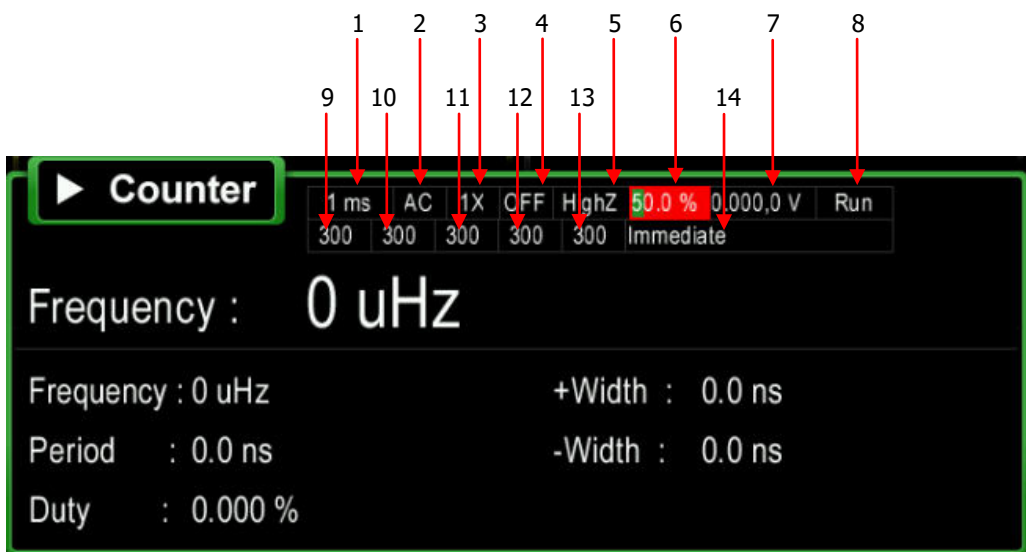 1 2 3 4 5 6 7 8
9 10 11 12 13 14
Counter
1 ms AC 1X OFF HighZ 50.0 % 0.000,0 V Run
300 300 300 300 300 Immediate
Frequency : 0 uHz
Frequency : 0 uHz +Width : 0.0 ns
Period : 0.0 ns -Width : 0.0 ns
Duty : 0.000 %